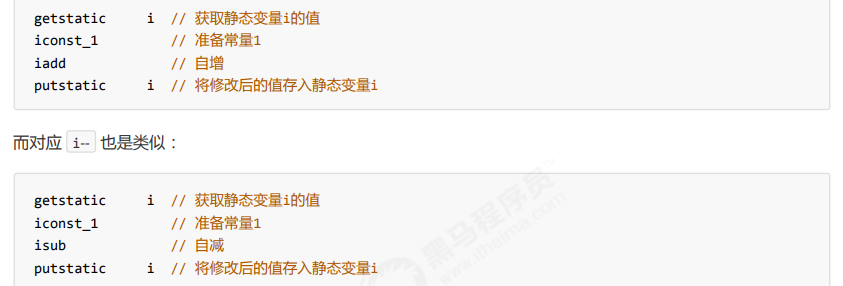 getstatic i // 获取静态变量i的值
iconst_1 // 准备常量1
iadd // 自增
putstatic i // 将修改后的值存入静态变量i
而对应 i-- 也是类似：
getstatic i // 获取静态变量i的值
iconst_1 // 准备常量1
isub // 自减
putstatic i // 将修改后的值存入静态变量i
黑马程序员
www.itheima.com